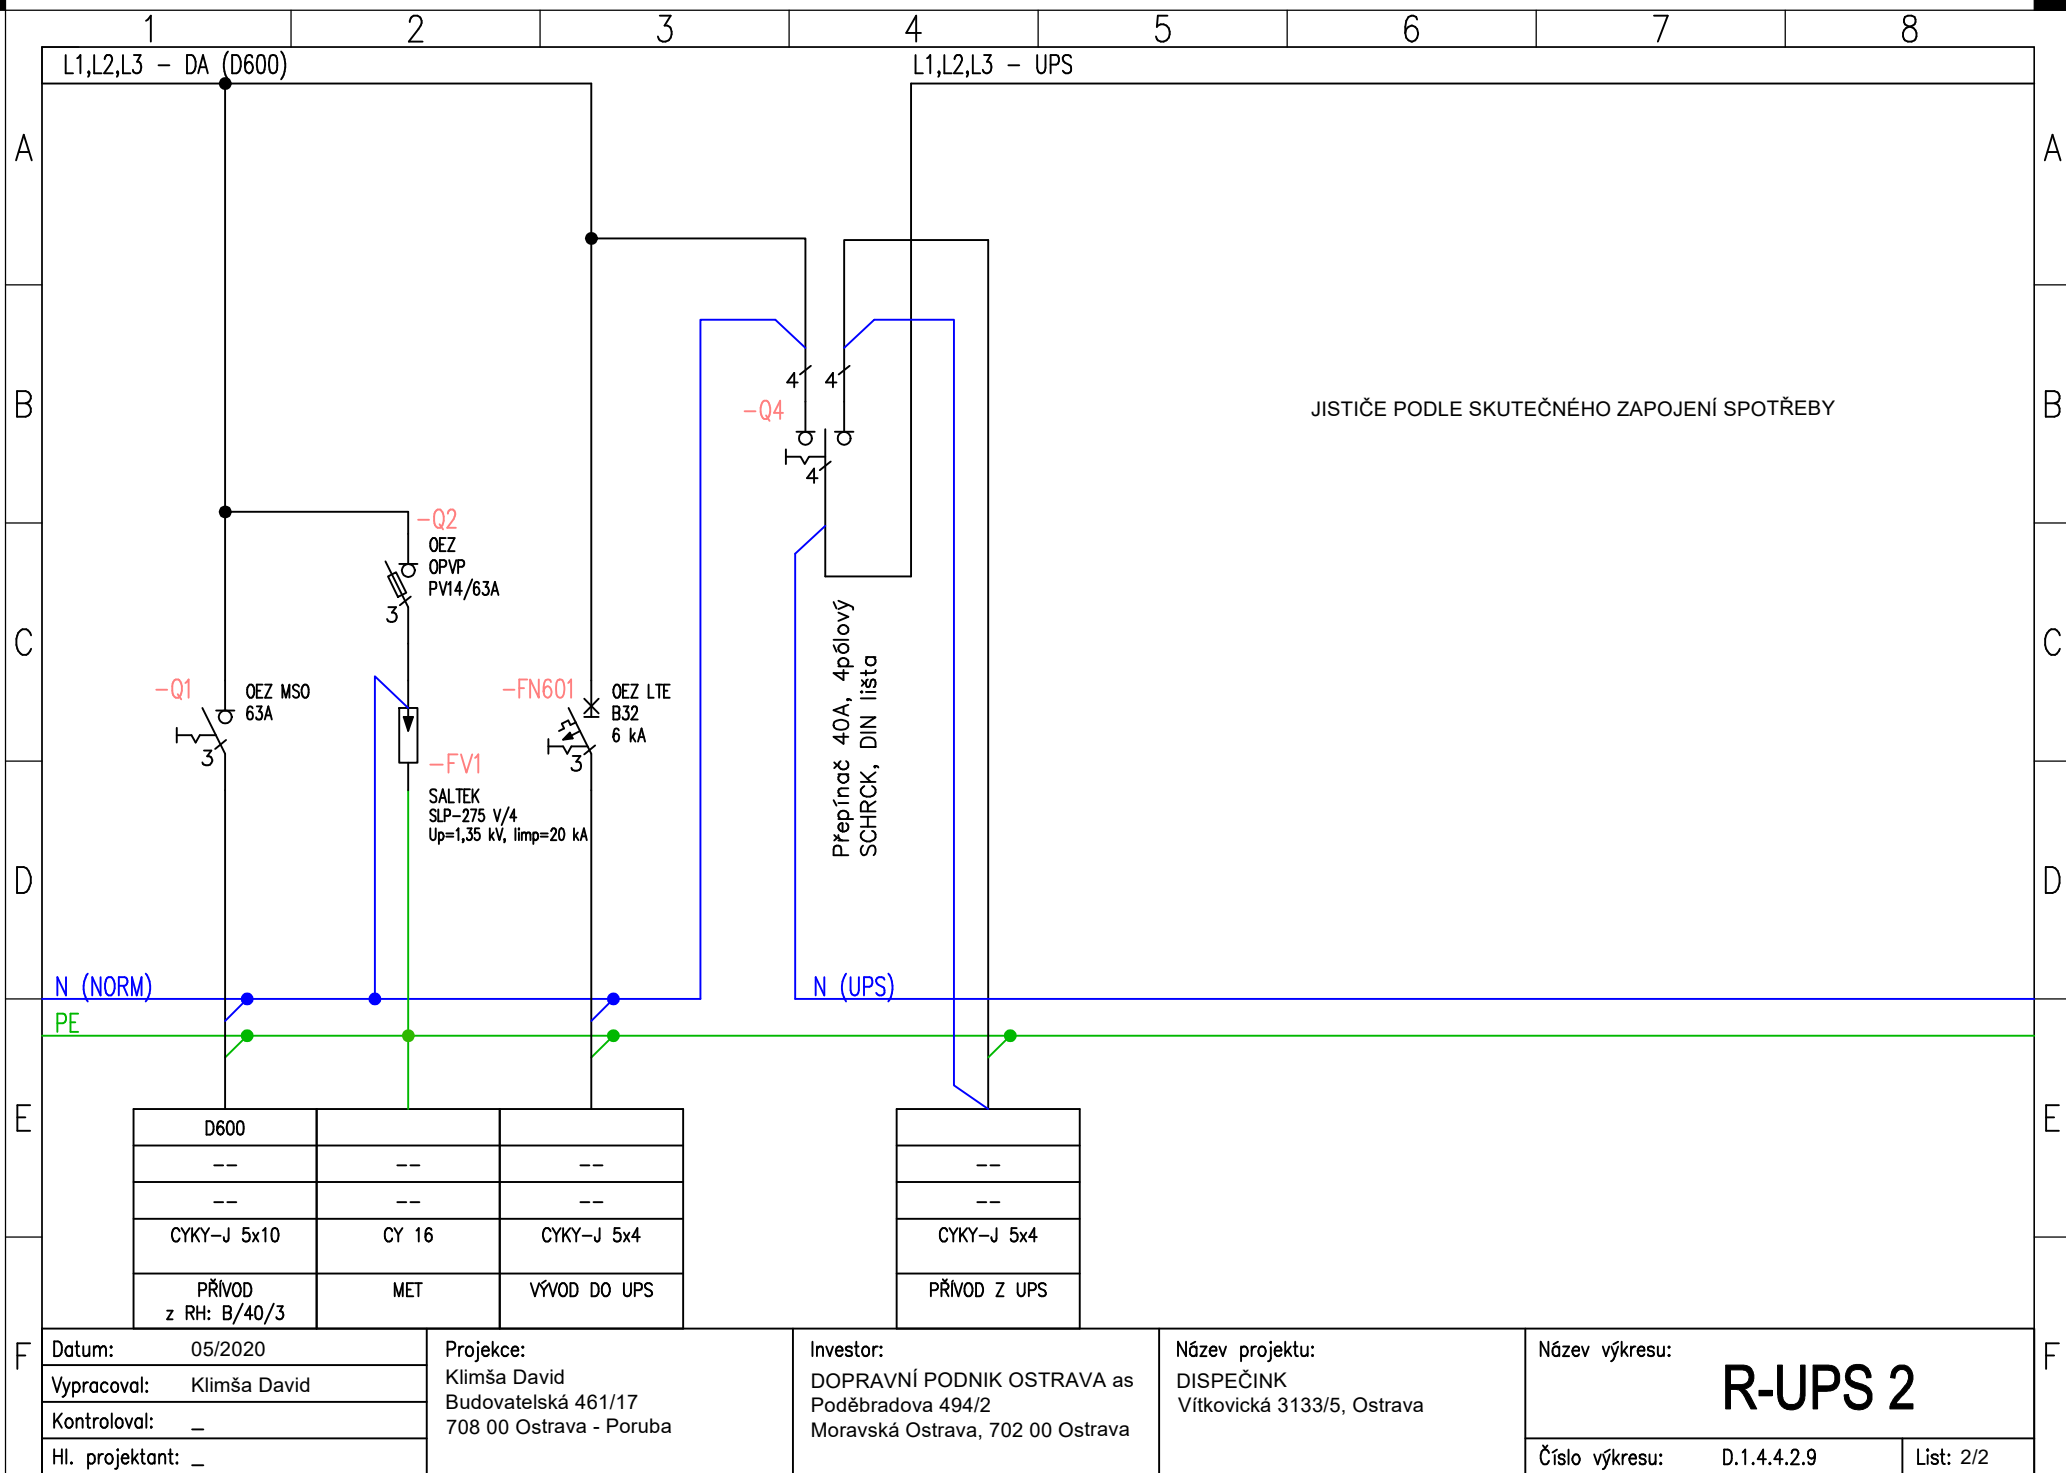 1 2 3 4 5 6 7 8
L1,L2,L3 – DA (D600)
L1,L2,L3 – UPS
A A
B B
C C
D D
E E
F F
4 4
-Q4
4
JISTIČE PODLE SKUTEČNÉHO ZAPOJENÍ SPOTŘEBY
-Q2
OEZ
OPVP
PV14/63A
3
-Q1
OEZ MSO
63A
3
-FN601
OEZ LTE
B32
6 kA
3
-FV1
SALTEK
SLP-275 V/4
Up=1,35 kV, Iimp=20 kA
Přepínač 40A, 4pólový
SCHRCK, DIN lišta
N (NORM)
N (UPS)
PE
D600
-- -- -- --
-- -- -- --
CYKY-J 5x10
CY 16
CYKY-J 5x4
CYKY-J 5x4
PŘÍVOD
z RH: B/40/3
MET
VÝVOD DO UPS
PŘÍVOD Z UPS
Datum: 05/2020
Vypracoval: Klimša David
Kontroloval: _
Hl. projektant: _
Projekce:
Klimša David
Budovatelská 461/17
708 00 Ostrava - Poruba
Investor:
DOPRAVNÍ PODNIK OSTRAVA as
Poděbradova 494/2
Moravská Ostrava, 702 00 Ostrava
Název projektu:
DISPEČINK
Vítkovická 3133/5, Ostrava
Název výkresu:
R-UPS 2
Číslo výkresu: D.1.4.4.2.9
List: 2/2